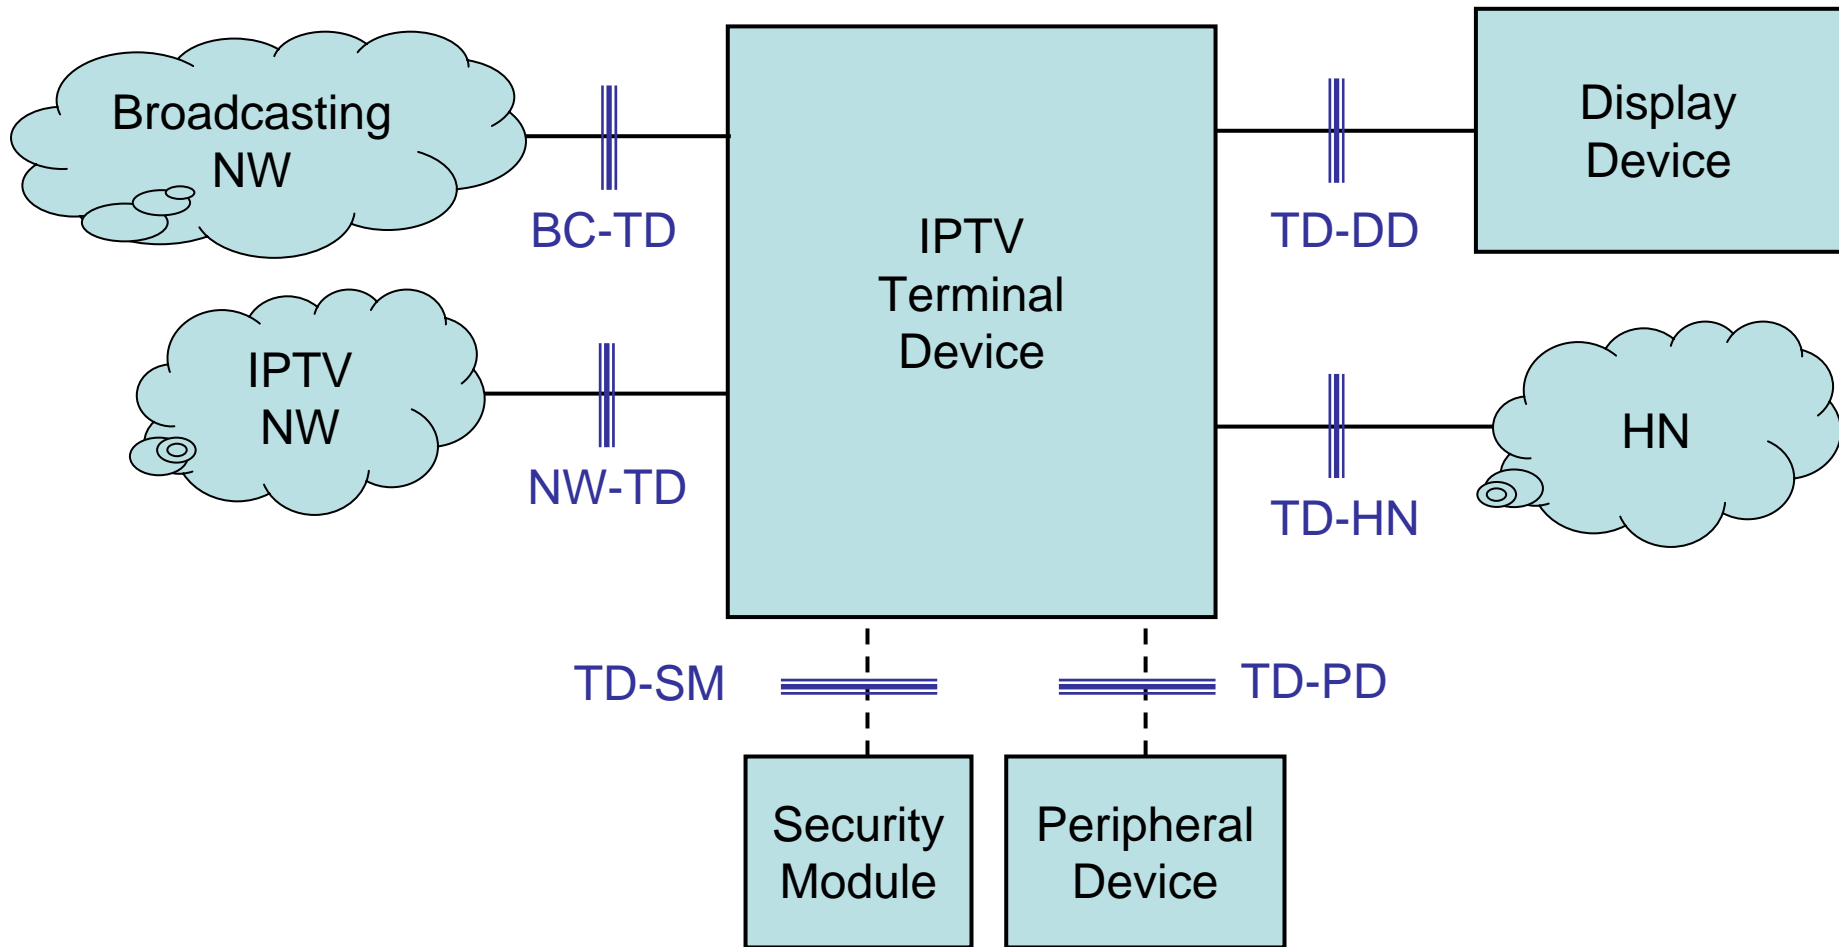 Broadcasting
NW
BC-TD
IPTV
NW
NW-TD
IPTV
Terminal
Device
TD-DD
Display
Device
TD-HN
HN
TD-SM
TD-PD
Security
Module
Peripheral
Device